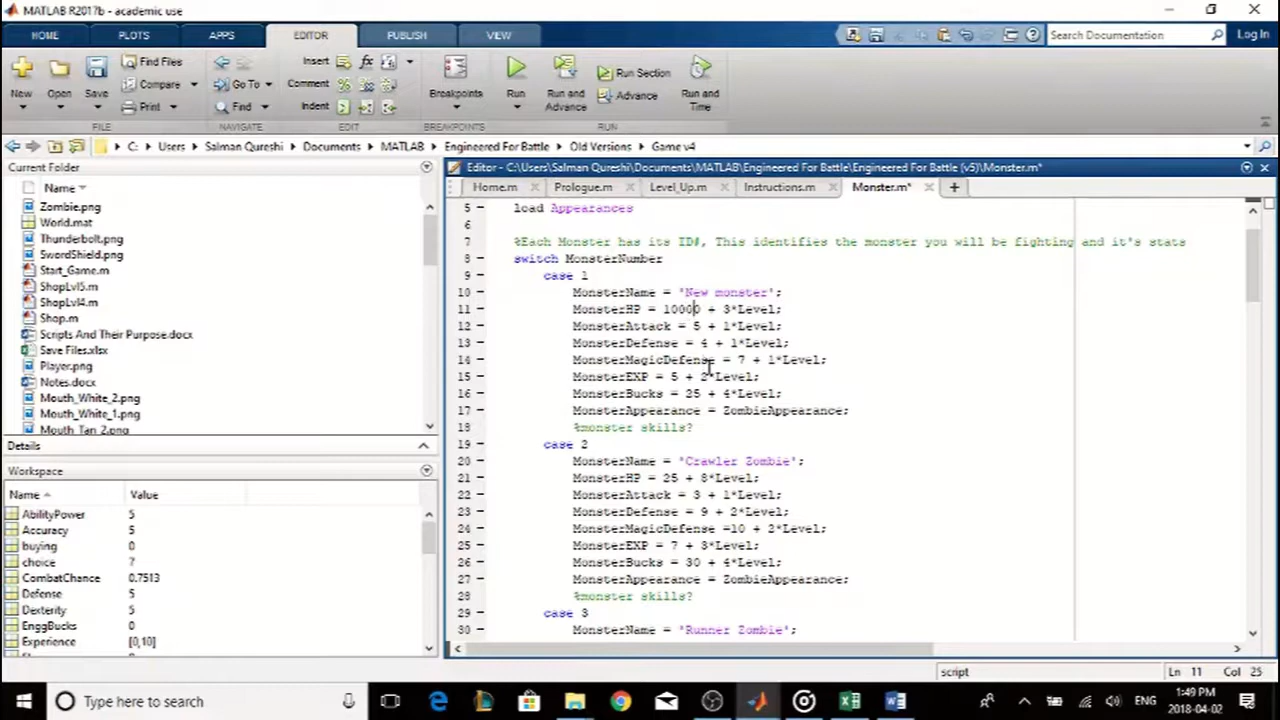 MATLAB R2017b - academic use
HOME PLOTS APPS EDITOR PUBLISH VIEW Search Documentation Log In
New Open Save Find Files Compare Print Go To Find Insert Comment Indent Breakpoints Run Run and Advance Run Section Advance Run and Time
FILE NAVIGATE EDIT BREAKPOINTS RUN
C: Users Salman Qureshi Documents MATLAB Engineered For Battle Old Versions Game v4
Current Folder
Name
Zombie.png
World.mat
Thunderbolt.png
SwordShield.png
Start_Game.m
ShopLvl5.m
ShopLvl4.m
Shop.m
Scripts And Their Purpose.docx
Save Files.xlsx
Player.png
Notes.docx
Mouth_White_2.png
Mouth_White_1.png
Mouth_Tan_2.png
Details
Workspace
Name Value
AbilityPower 5
Accuracy 5
buying 0
choice ?
CombatChance 0.7513
Defense 5
Dexterity 5
EnggBucks 0
Experience [0,10]
Editor - C:\Users\Salman Qureshi\Documents\MATLAB\Engineered For Battle\Engineered For Battle (v5)\Monster.m*
Home.m Prologue.m Level_Up.m Instructions.m Monster.m*
5 load Appearances
6
7 %Each Monster has its ID#, This identifies the monster you will be fighting and it's stats
8 switch MonsterNumber
9 case 1
10 MonsterName = 'New monster';
11 MonsterHP = 10000 + 3*Level;
12 MonsterAttack = 5 + 1*Level;
13 MonsterDefense = 4 + 1*Level;
14 MonsterMagicDefense = 7 + 1*Level;
15 MonsterEXP = 5 + 2*Level;
16 MonsterBucks = 25 + 4*Level;
17 MonsterAppearance = ZombieAppearance;
18 %monster skills?
19 case 2
20 MonsterName = 'Crawler Zombie';
21 MonsterHP = 25 + 8*Level;
22 MonsterAttack = 3 + 1*Level;
23 MonsterDefense = 9 + 2*Level;
24 MonsterMagicDefense =10 + 2*Level;
25 MonsterEXP = 7 + 3*Level;
26 MonsterBucks = 30 + 4*Level;
27 MonsterAppearance = ZombieAppearance;
28 %monster skills?
29 case 3
30 MonsterName = 'Runner Zombie';
script Ln 11 Col 25
Type here to search ENG 1:49 PM
2018-04-02